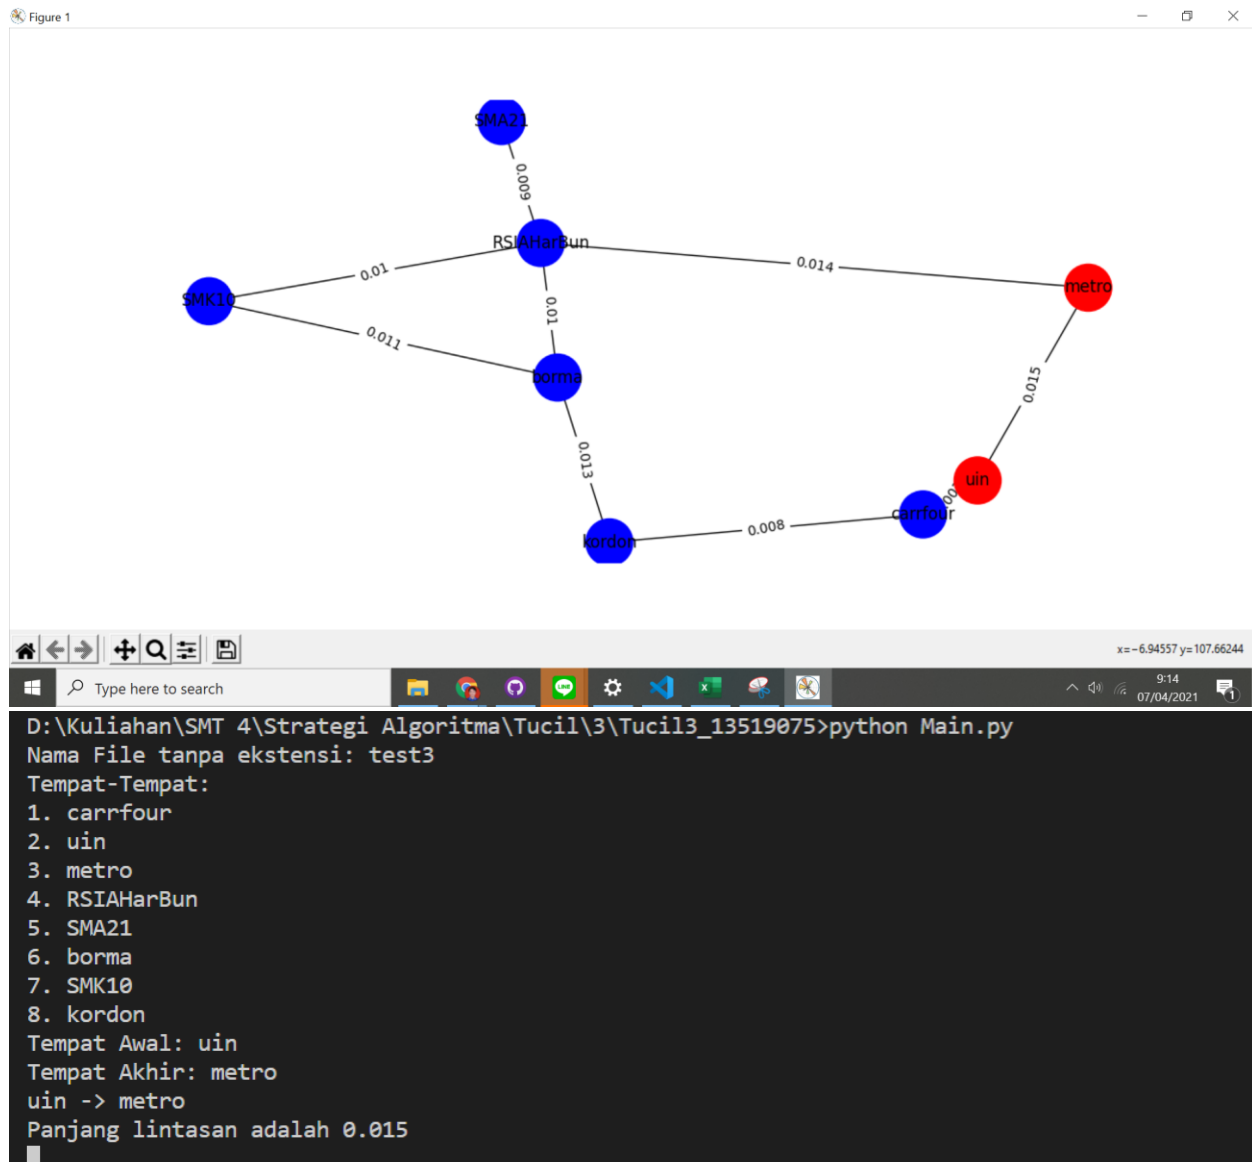 Figure 1
SMA21
0.009
RSIAHarBun
0.01
0.014
metro
SMK10
0.01
0.011
borma
0.015
0.013
uin
carrfour
0.008
kordon
x=-6.94557 y=107.66244
Type here to search
LINE
9:14
07/04/2021
1
D:\Kuliahan\SMT 4\Strategi Algoritma\Tucil\3\Tucil3_13519075>python Main.py
Nama File tanpa ekstensi: test3
Tempat-Tempat:
1. carrfour
2. uin
3. metro
4. RSIAHarBun
5. SMA21
6. borma
7. SMK10
8. kordon
Tempat Awal: uin
Tempat Akhir: metro
uin -> metro
Panjang lintasan adalah 0.015